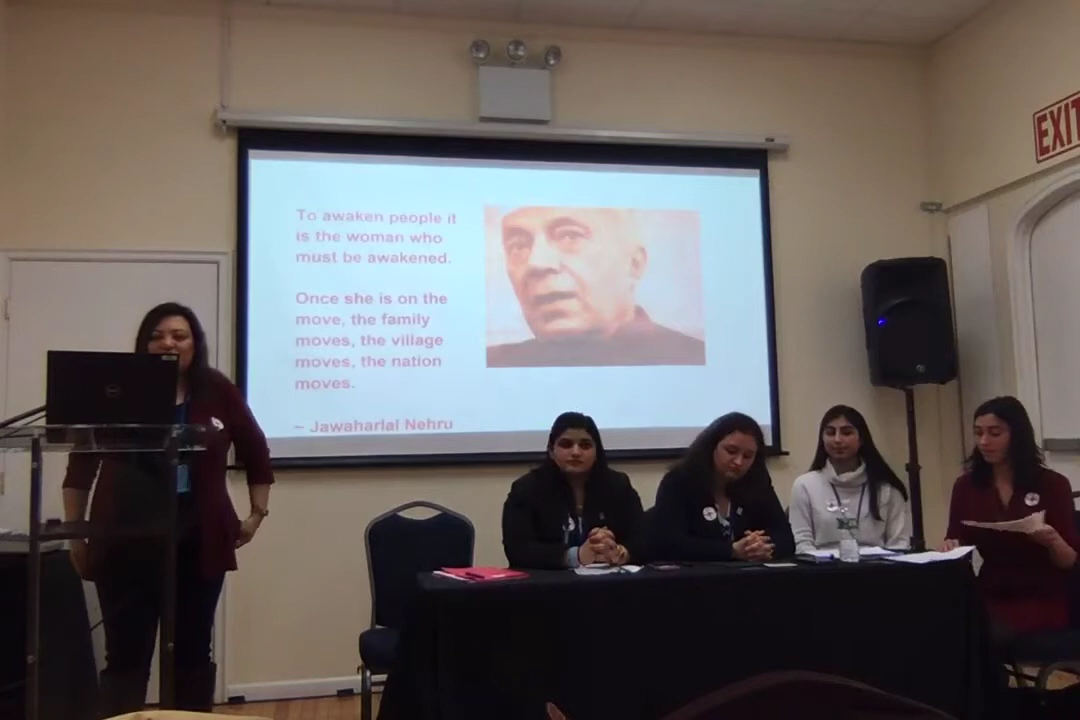 To awaken people it
is the woman who
must be awakened.
Once she is on the
move, the family
moves, the village
moves, the nation
moves.
~ Jawaharlal Nehru
EXIT
DELL